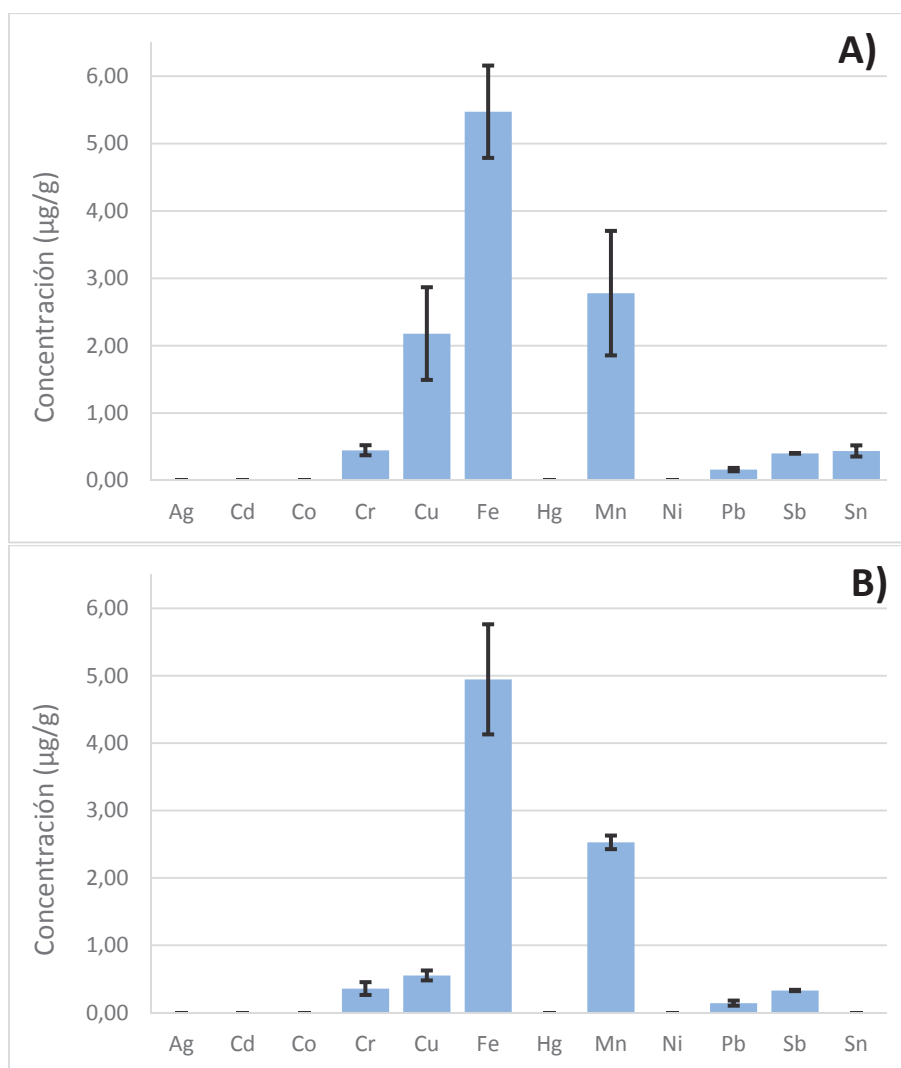 A)
Concentración (µg/g)
6,00
5,00
4,00
3,00
2,00
1,00
0,00
Ag Cd Co Cr Cu Fe Hg Mn Ni Pb Sb Sn
B)
Concentración (µg/g)
6,00
5,00
4,00
3,00
2,00
1,00
0,00
Ag Cd Co Cr Cu Fe Hg Mn Ni Pb Sb Sn